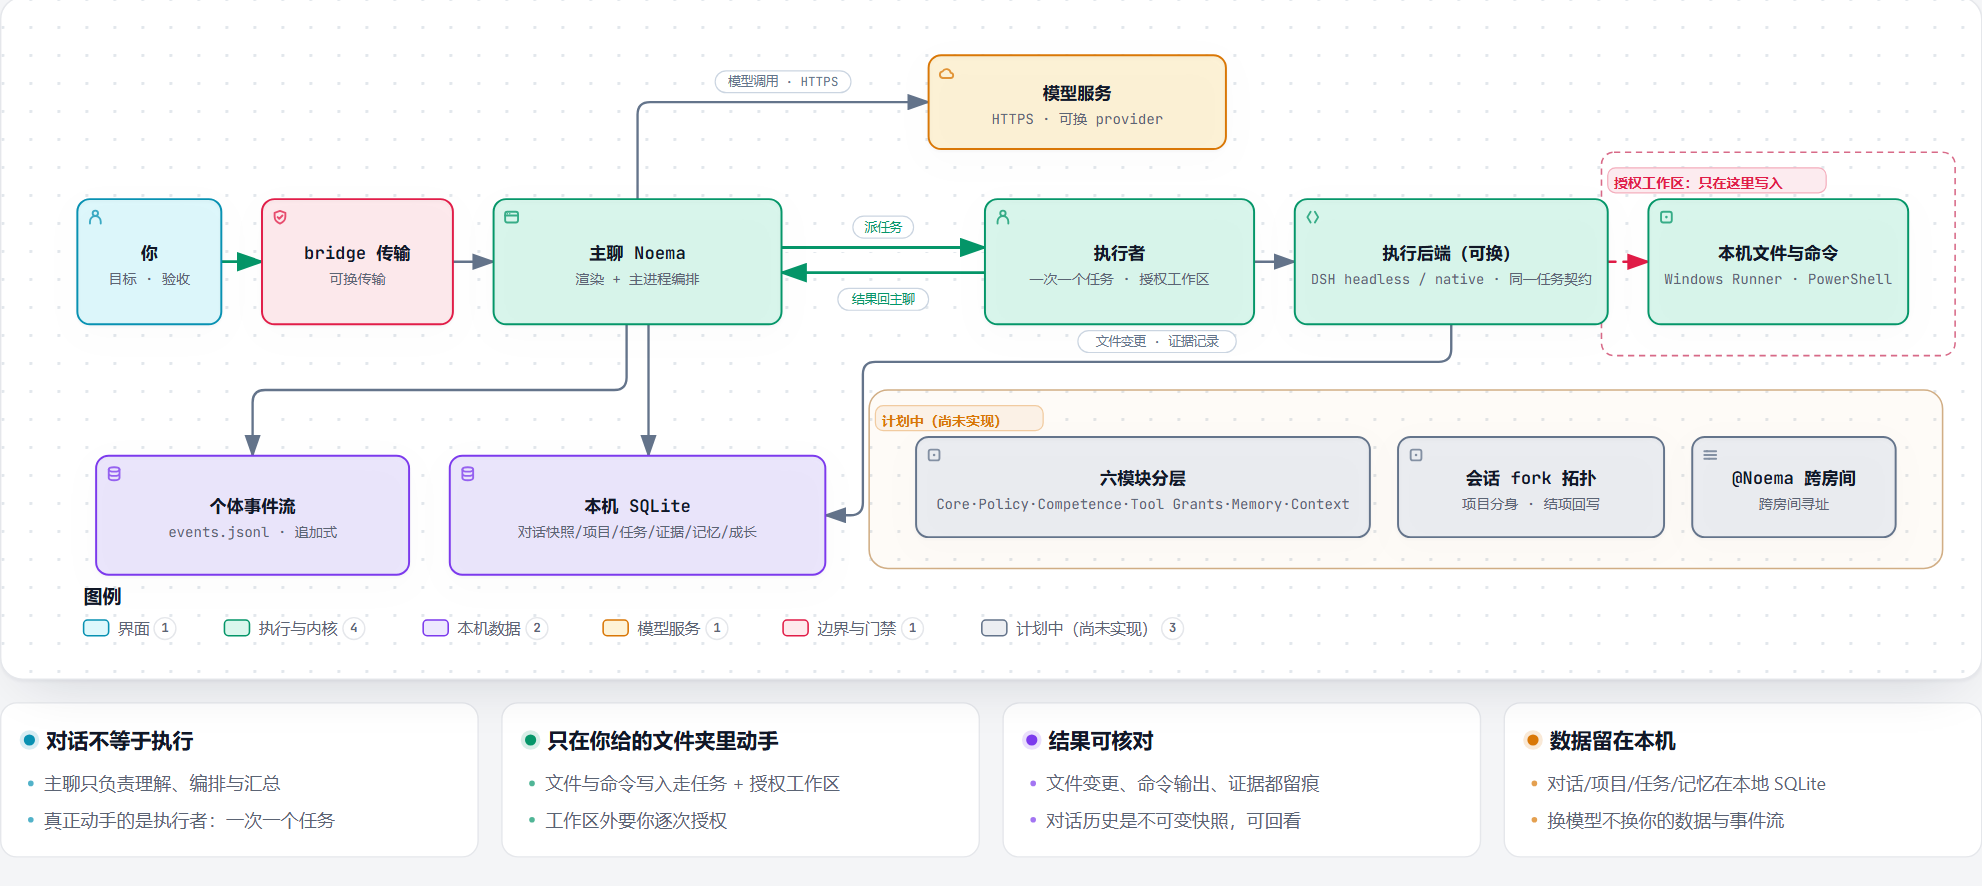 模型调用 · HTTPS
模型服务
HTTPS · 可换 provider
授权工作区：只在这里写入
你
目标 · 验收
bridge 传输
可换传输
主聊 Noema
渲染 + 主进程编排
派任务
结果回主聊
执行者
一次一个任务 · 授权工作区
执行后端（可换）
DSH headless / native · 同一任务契约
本机文件与命令
Windows Runner · PowerShell
文件变更 · 证据记录
计划中（尚未实现）
个体事件流
events.jsonl · 追加式
本机 SQLite
对话快照/项目/任务/证据/记忆/成长
六模块分层
Core·Policy·Competence·Tool Grants·Memory·Context
会话 fork 拓扑
项目分身 · 结项回写
@Noema 跨房间
跨房间寻址
图例
界面 1
执行与内核 4
本机数据 2
模型服务 1
边界与门禁 1
计划中（尚未实现） 3
对话不等于执行
主聊只负责理解、编排与汇总
真正动手的是执行者：一次一个任务
只在你给的文件夹里动手
文件与命令写入走任务 + 授权工作区
工作区外要你逐次授权
结果可核对
文件变更、命令输出、证据都留痕
对话历史是不可变快照，可回看
数据留在本机
对话/项目/任务/记忆在本地 SQLite
换模型不换你的数据与事件流